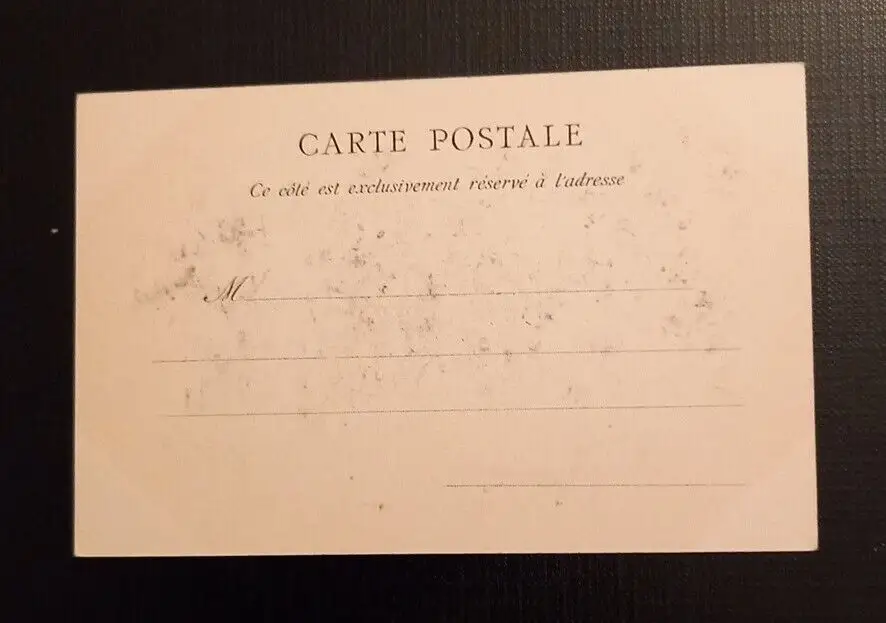 CARTE POSTALE
Ce côté est exclusivement réservé à l'adresse
M